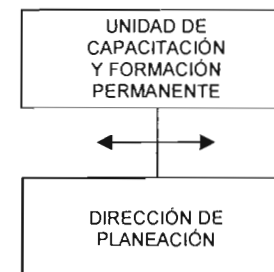 UNIDAD DE
CAPACITACIÓN
Y FORMACIÓN
PERMANENTE
DIRECCIÓN DE
PLANEACIÓN